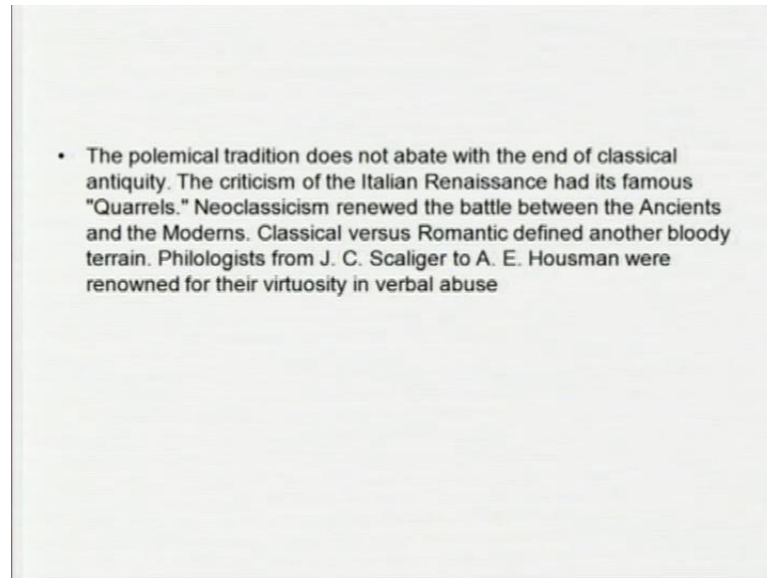 • The polemical tradition does not abate with the end of classical
antiquity. The criticism of the Italian Renaissance had its famous
"Quarrels." Neoclassicism renewed the battle between the Ancients
and the Moderns. Classical versus Romantic defined another bloody
terrain. Philologists from J. C. Scaliger to A. E. Housman were
renowned for their virtuosity in verbal abuse